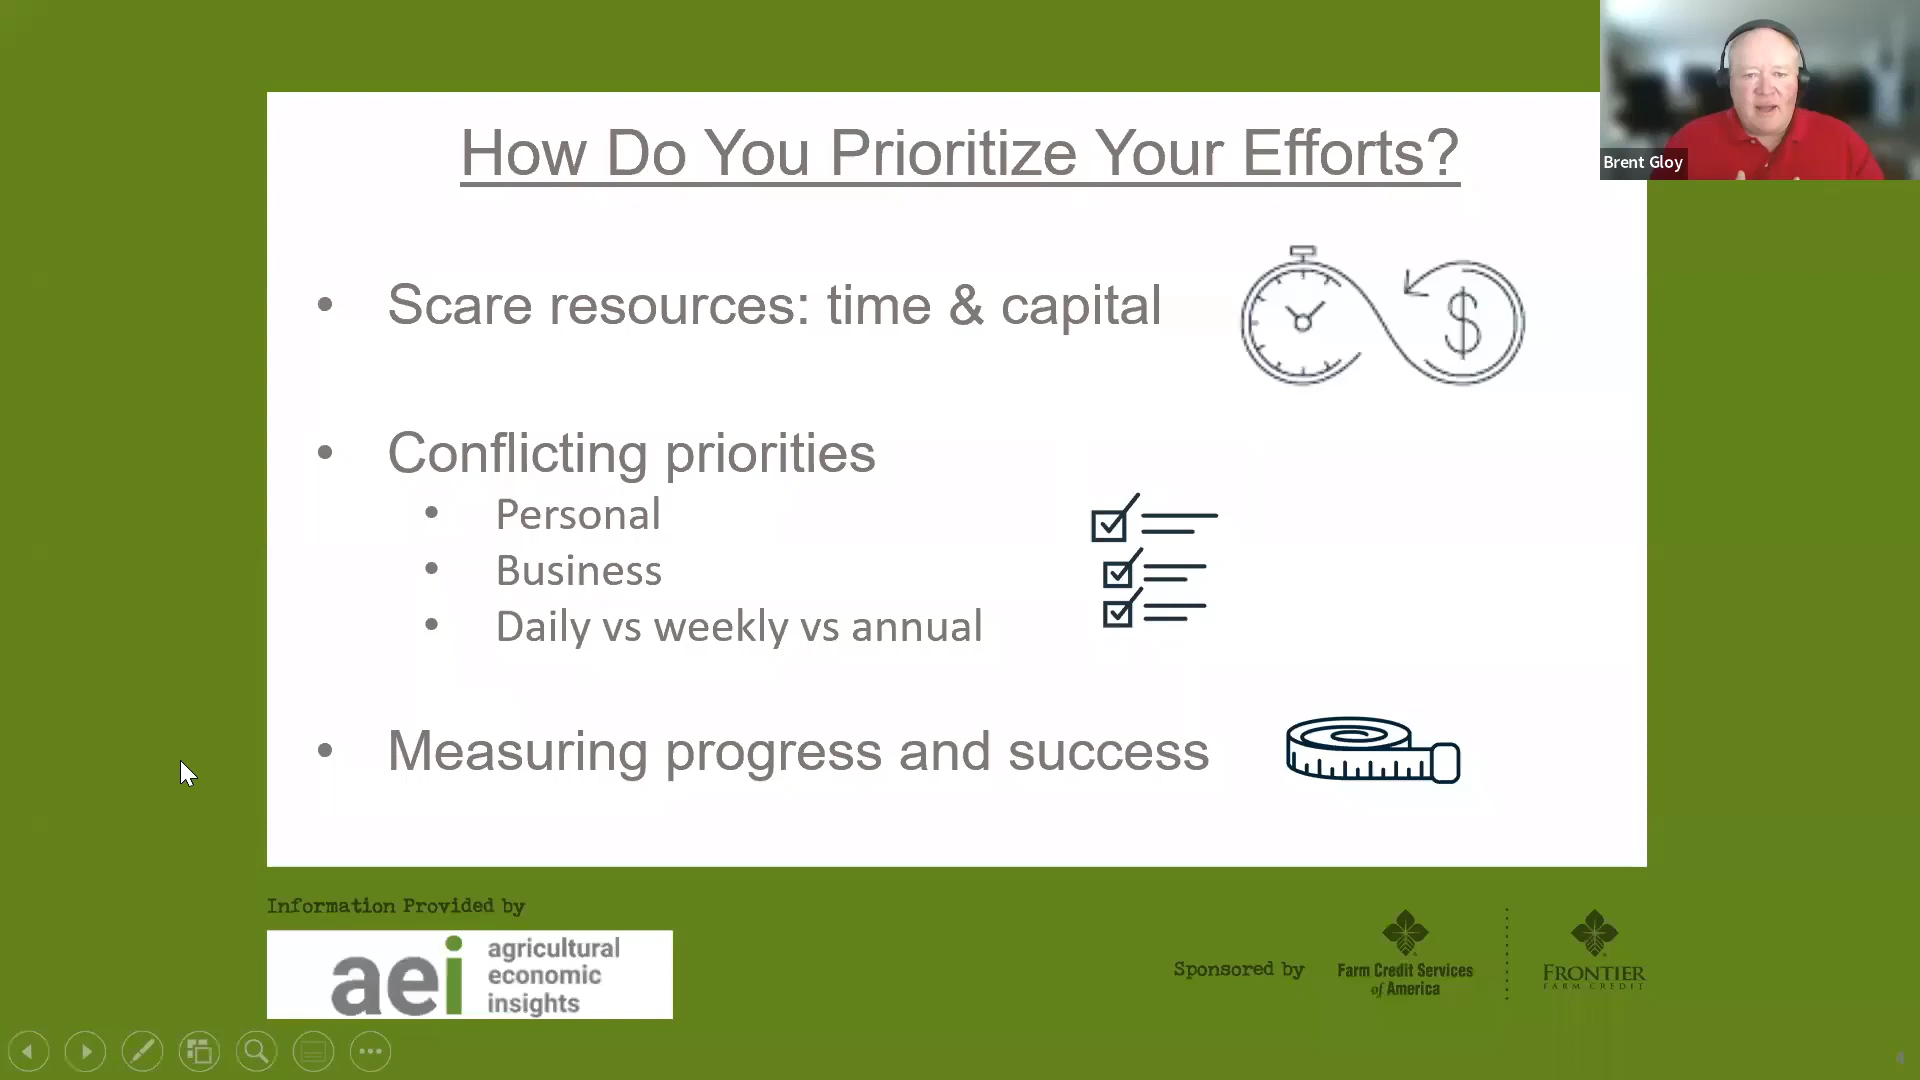 How Do You Prioritize Your Efforts?
Brent Gloy
• Scare resources: time & capital
$
• Conflicting priorities
• Personal
• Business
• Daily vs weekly vs annual
• Measuring progress and success
Information Provided by
aei
agricultural
economic
insights
Sponsored by
Farm Credit Services
of America
FRONTIER
FARM CREDIT
4